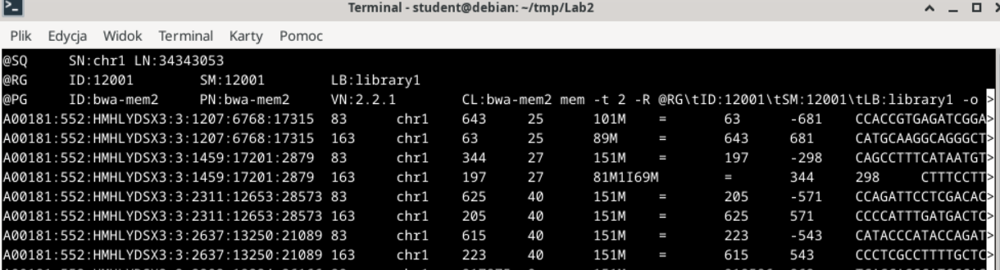 Terminal - student@debian: ~/tmp/Lab2
Plik Edycja Widok Terminal Karty Pomoc
@SQ SN:chr1 LN:34343053
@RG ID:12001 SM:12001 LB:library1
@PG ID:bwa-mem2 PN:bwa-mem2 VN:2.2.1 CL:bwa-mem2 mem -t 2 -R @RG\tID:12001\tSM:12001\tLB:library1 -o >
A00181:552:HMHLYDSX3:3:1207:6768:17315 83 chr1 643 25 101M = 63 -681 CCACCGTGAGATCGGA>
A00181:552:HMHLYDSX3:3:1207:6768:17315 163 chr1 63 25 89M = 643 681 CATGCAAGGCAGGGCT>
A00181:552:HMHLYDSX3:3:1459:17201:2879 83 chr1 344 27 151M = 197 -298 CAGCCTTTCATAATGT>
A00181:552:HMHLYDSX3:3:1459:17201:2879 163 chr1 197 27 81M1I69M = 344 298 CTTTCCTT>
A00181:552:HMHLYDSX3:3:2311:12653:28573 83 chr1 625 40 151M = 205 -571 CCAGATTCCTCGACAC>
A00181:552:HMHLYDSX3:3:2311:12653:28573 163 chr1 205 40 151M = 625 571 CCCCATTTGATGACTC>
A00181:552:HMHLYDSX3:3:2637:13250:21089 83 chr1 615 40 151M = 223 -543 CATACCCATACCAGAT>
A00181:552:HMHLYDSX3:3:2637:13250:21089 163 chr1 223 40 151M = 615 543 CCCTCGCCTTTTGCTC>